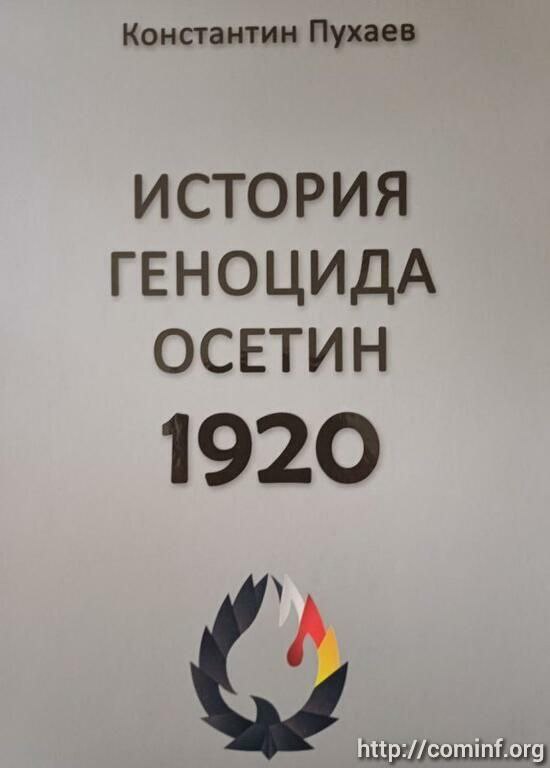 Константин Пухаев
ИСТОРИЯ
ГЕНОЦИДА
ОСЕТИН
1920
http://cominf.org